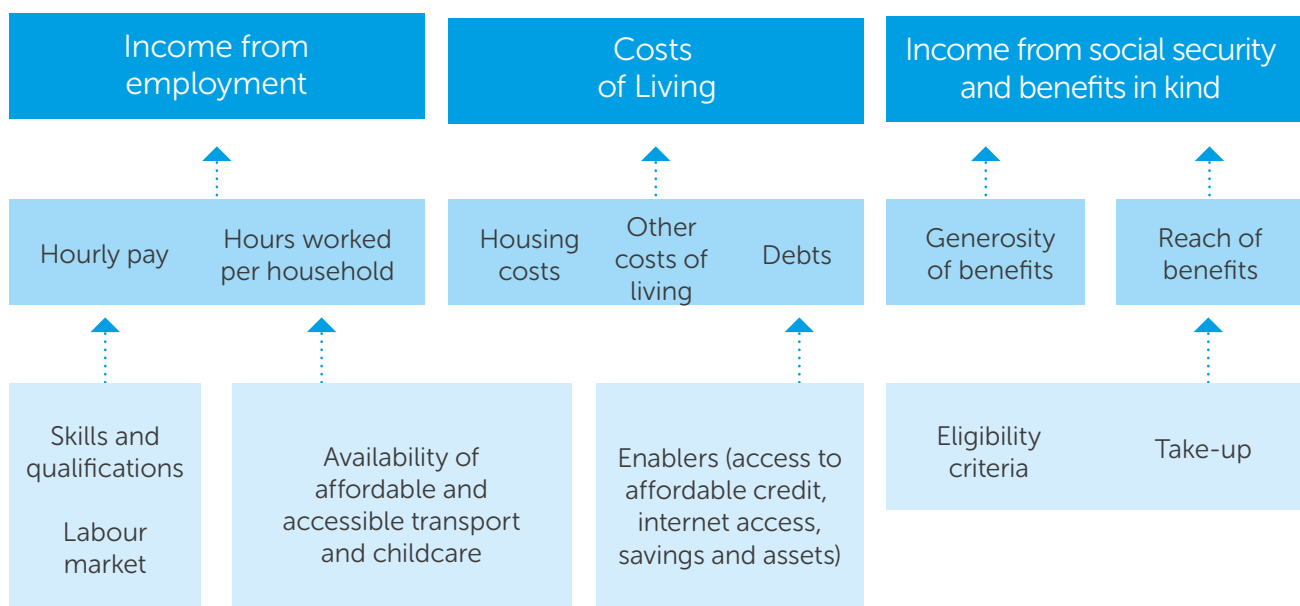 Income from
employment
Costs
of Living
Income from social security
and benefits in kind
Hourly pay
Hours worked
per household
Housing
costs
Other
costs of
living
Debts
Generosity
of benefits
Reach of
benefits
Skills and
qualifications
Labour
market
Availability of
affordable and
accessible transport
and childcare
Enablers (access to
affordable credit,
internet access,
savings and assets)
Eligibility
criteria
Take-up